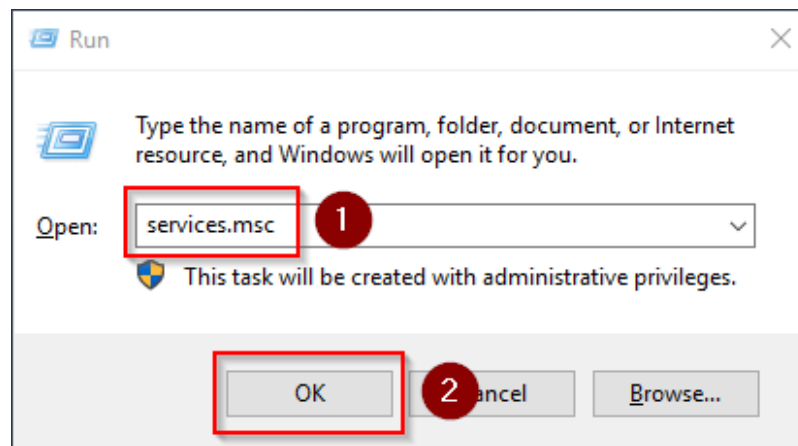 Run
Type the name of a program, folder, document, or Internet
resource, and Windows will open it for you.
Open: services.msc 1
This task will be created with administrative privileges.
OK 2 ancel Browse...